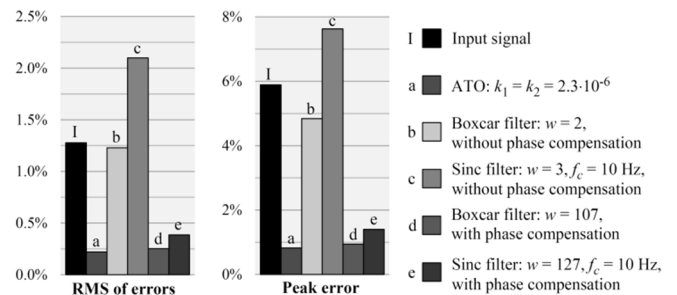 2.5%
2.0%
1.5%
1.0%
0.5%
0.0%
I
a
b
c
d
e
RMS of errors
8%
6%
4%
2%
0%
I
a
b
c
d
e
Peak error
I Input signal
a ATO: k₁ = k₂ = 2.3·10⁻⁶
b Boxcar filter: w = 2,
without phase compensation
c Sinc filter: w = 3, f꜀ = 10 Hz,
without phase compensation
d Boxcar filter: w = 107,
with phase compensation
e Sinc filter: w = 127, f꜀ = 10 Hz,
with phase compensation